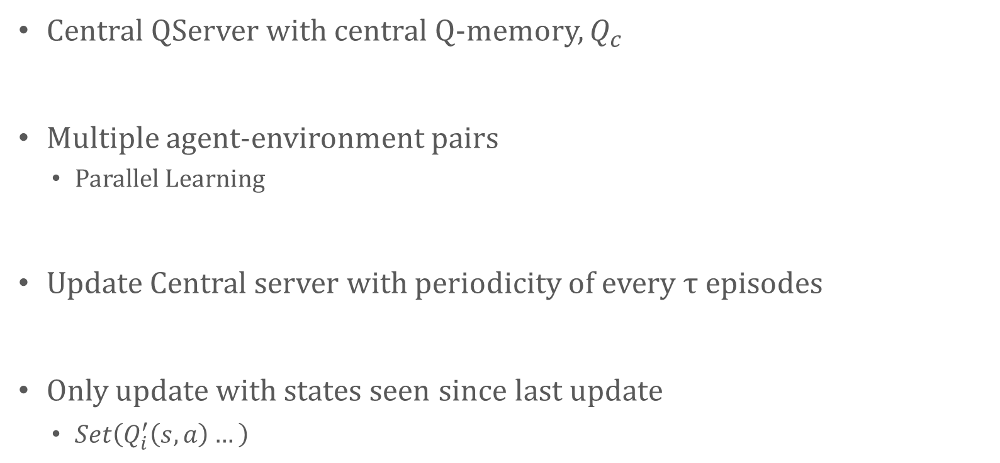 • Central QServer with central Q-memory, $Q_c$
• Multiple agent-environment pairs
• Parallel Learning
• Update Central server with periodicity of every τ episodes
• Only update with states seen since last update
• $Set(Q_i'(s, a) ...)$